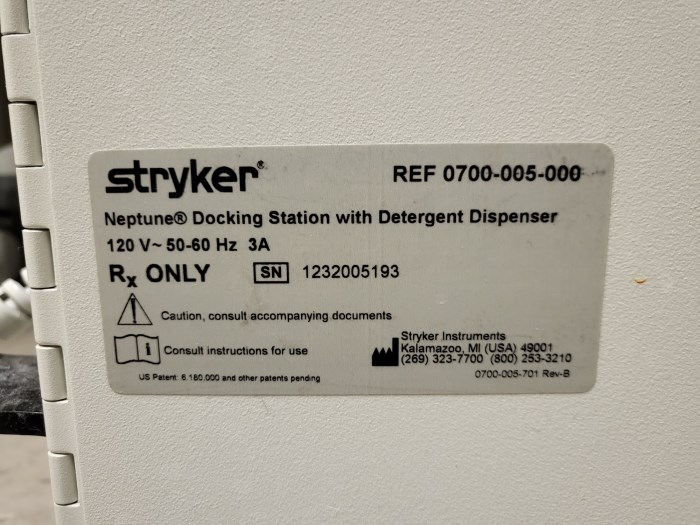 stryker®
REF 0700-005-000
Neptune® Docking Station with Detergent Dispenser
120 V~ 50-60 Hz 3A
Rx ONLY SN 1232005193
Caution, consult accompanying documents
i Consult instructions for use
Stryker Instruments
Kalamazoo, MI (USA) 49001
(269) 323-7700 (800) 253-3210
US Patent: 6,180,000 and other patents pending
0700-005-701 Rev-B